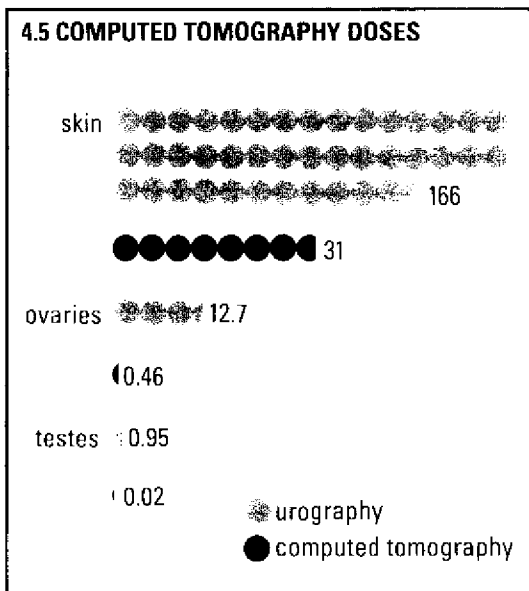 4.5 COMPUTED TOMOGRAPHY DOSES
skin
166
31
ovaries 12.7
0.46
testes 0.95
0.02
urography
computed tomography